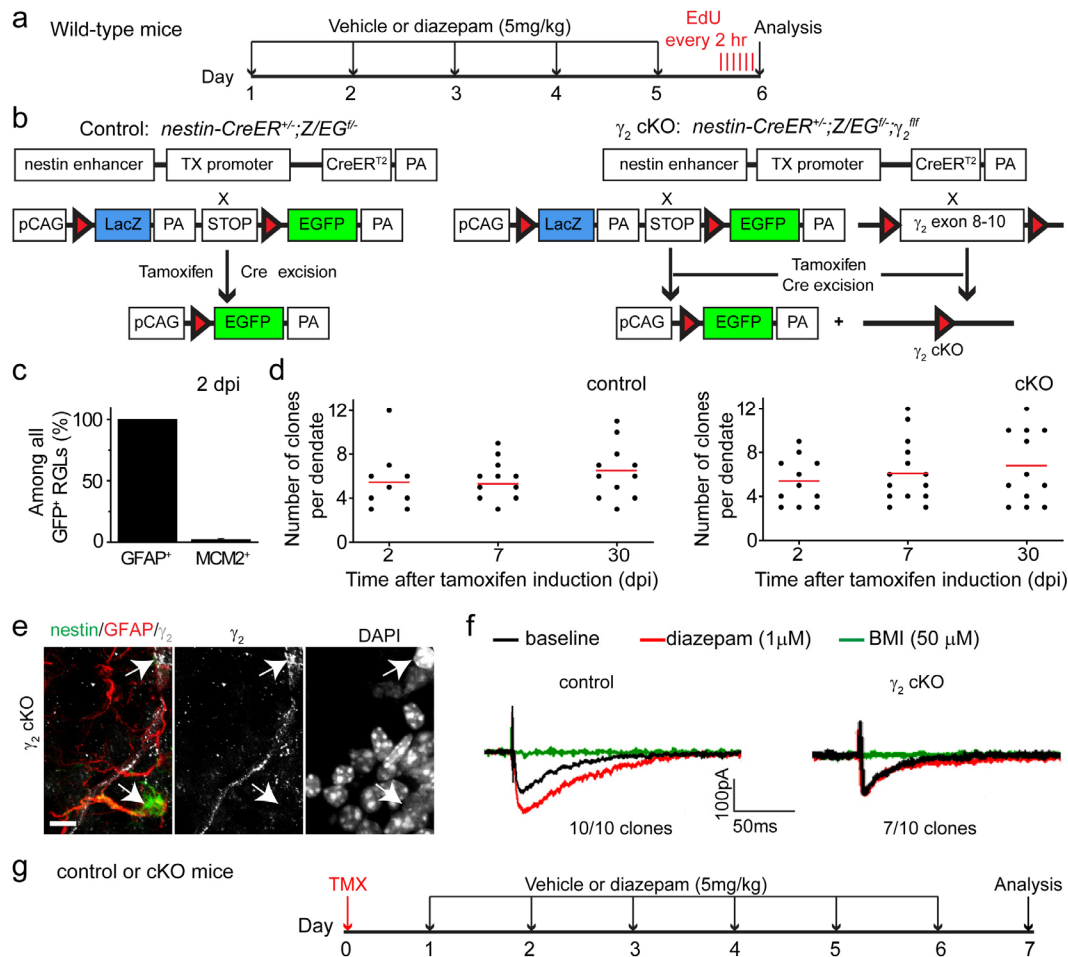 a
Wild-type mice
Vehicle or diazepam (5mg/kg)
EdU
every 2 hr
Analysis
Day
1 2 3 4 5 6
b
Control: nestin-CreER+/-;Z/EGf/-
γ2 cKO: nestin-CreER+/-;Z/EGf/-;γ2f/f
nestin enhancer TX promoter CreERT2 PA
nestin enhancer TX promoter CreERT2 PA
X
X X
pCAG LacZ PA STOP EGFP PA
pCAG LacZ PA STOP EGFP PA γ2 exon 8-10
Tamoxifen Cre excision
Tamoxifen
Cre excision
pCAG EGFP PA
pCAG EGFP PA + γ2 cKO
c
2 dpi
Among all
GFP+ RGLs (%)
100
50
0
GFAP+ MCM2+
d
control
Number of clones
per dendate
12
8
4
0
2 7 30
Time after tamoxifen induction (dpi)
cKO
Number of clones
per dendate
12
8
4
0
2 7 30
Time after tamoxifen induction (dpi)
e
nestin/GFAP/γ2 γ2 DAPI
γ2 cKO
f
baseline diazepam (1μM) BMI (50 μM)
control γ2 cKO
100pA
50ms
10/10 clones 7/10 clones
g
control or cKO mice
TMX
Vehicle or diazepam (5mg/kg)
Analysis
Day
0 1 2 3 4 5 6 7